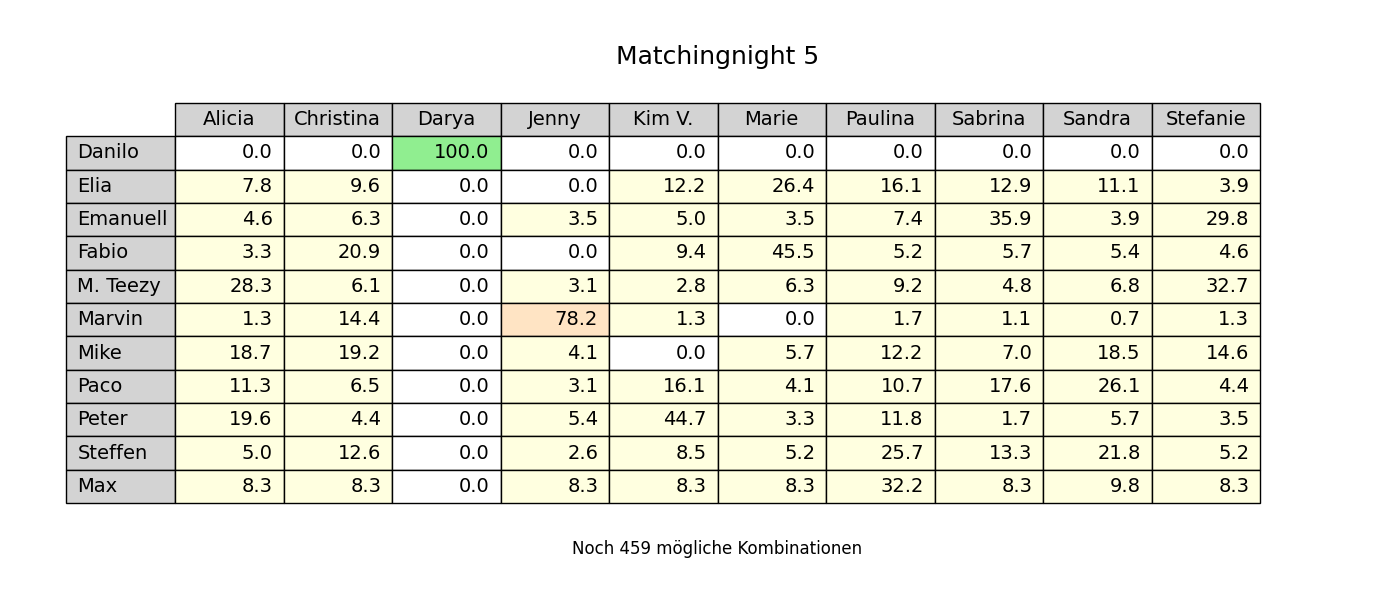 Matchingnight 5
Alicia Christina Darya Jenny Kim V. Marie Paulina Sabrina Sandra Stefanie
Danilo 0.0 0.0 100.0 0.0 0.0 0.0 0.0 0.0 0.0 0.0
Elia 7.8 9.6 0.0 0.0 12.2 26.4 16.1 12.9 11.1 3.9
Emanuell 4.6 6.3 0.0 3.5 5.0 3.5 7.4 35.9 3.9 29.8
Fabio 3.3 20.9 0.0 0.0 9.4 45.5 5.2 5.7 5.4 4.6
M. Teezy 28.3 6.1 0.0 3.1 2.8 6.3 9.2 4.8 6.8 32.7
Marvin 1.3 14.4 0.0 78.2 1.3 0.0 1.7 1.1 0.7 1.3
Mike 18.7 19.2 0.0 4.1 0.0 5.7 12.2 7.0 18.5 14.6
Paco 11.3 6.5 0.0 3.1 16.1 4.1 10.7 17.6 26.1 4.4
Peter 19.6 4.4 0.0 5.4 44.7 3.3 11.8 1.7 5.7 3.5
Steffen 5.0 12.6 0.0 2.6 8.5 5.2 25.7 13.3 21.8 5.2
Max 8.3 8.3 0.0 8.3 8.3 8.3 32.2 8.3 9.8 8.3
Noch 459 mögliche Kombinationen